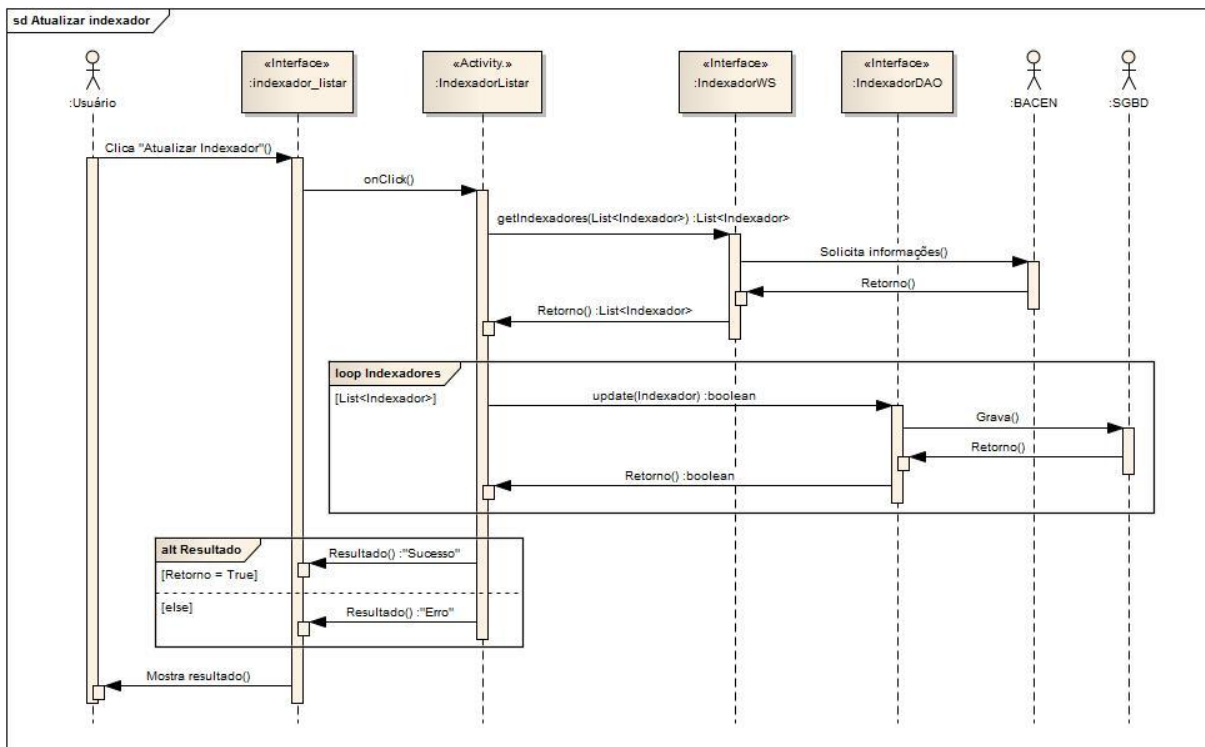 sd Atualizar indexador
:Usuário
«Interface»
:indexador_listar
«Activity.»
:IndexadorListar
«Interface»
:IndexadorWS
«Interface»
:IndexadorDAO
:BACEN
:SGBD
Clica "Atualizar Indexador"()
onClick()
getIndexadores(List<Indexador>) :List<Indexador>
Solicita informações()
Retorno()
Retorno() :List<Indexador>
loop Indexadores
[List<Indexador>]
update(Indexador) :boolean
Grava()
Retorno()
Retorno() :boolean
alt Resultado
Resultado() :"Sucesso"
[Retorno = True]
[else]
Resultado() :"Erro"
Mostra resultado()